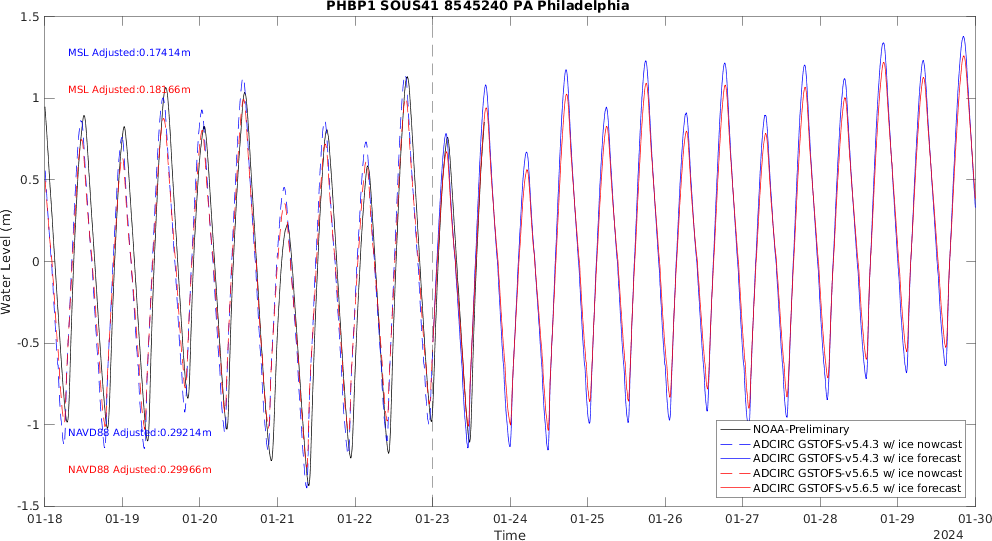 PHBP1 SOUS41 8545240 PA Philadelphia
1.5
1
0.5
0
-0.5
-1
-1.5
Water Level (m)
MSL Adjusted:0.17414m
MSL Adjusted:0.18166m
NAVD88 Adjusted:0.29214m
NAVD88 Adjusted:0.29966m
NOAA-Preliminary
ADCIRC GSTOFS-v5.4.3 w/ ice nowcast
ADCIRC GSTOFS-v5.4.3 w/ ice forecast
ADCIRC GSTOFS-v5.6.5 w/ ice nowcast
ADCIRC GSTOFS-v5.6.5 w/ ice forecast
01-18 01-19 01-20 01-21 01-22 01-23 01-24 01-25 01-26 01-27 01-28 01-29 01-30
Time
2024